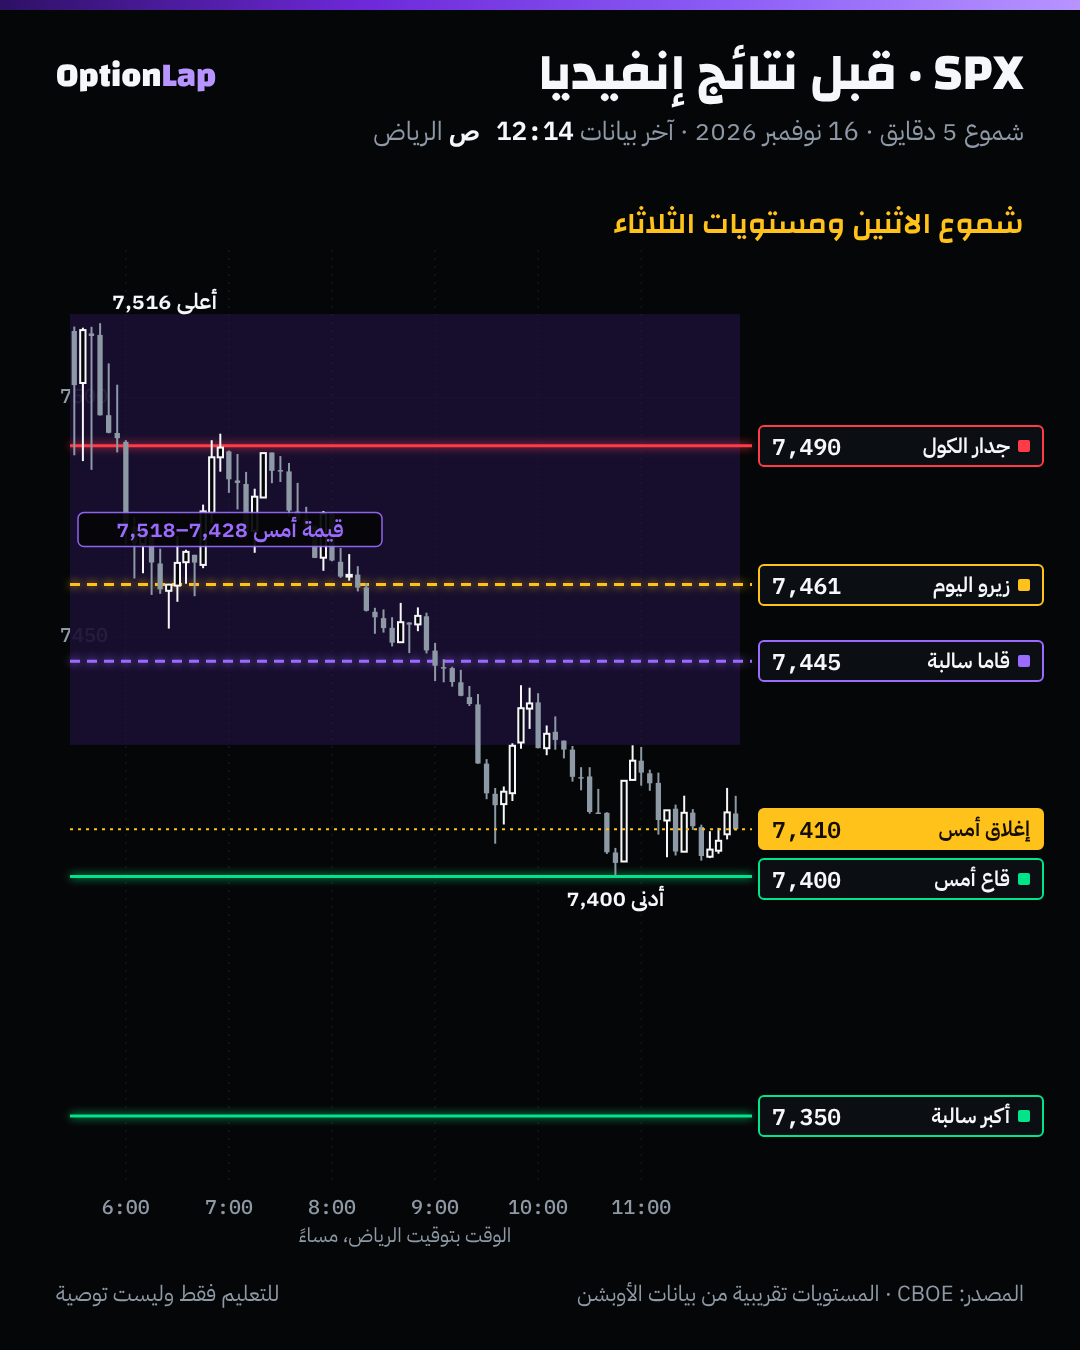 SPX · قبل نتائج إنفيديا
OptionLap
شموع 5 دقايق · 16 نوفمبر 2026 · آخر بيانات 12:14 ص الرياض
شموع الاثنين ومستويات الثلاثاء
أعلى 7,516
7500
جدار الكول 7,490
قيمة أمس 7,428–7,518
زيرو اليوم 7,461
7450
قاما سالبة 7,445
إغلاق أمس 7,410
قاع أمس 7,400
أدنى 7,400
أكبر سالبة 7,350
6:00 7:00 8:00 9:00 10:00 11:00
الوقت بتوقيت الرياض، مساءً
المصدر: CBOE · المستويات تقريبية من بيانات الأوبشن
للتعليم فقط وليست توصية